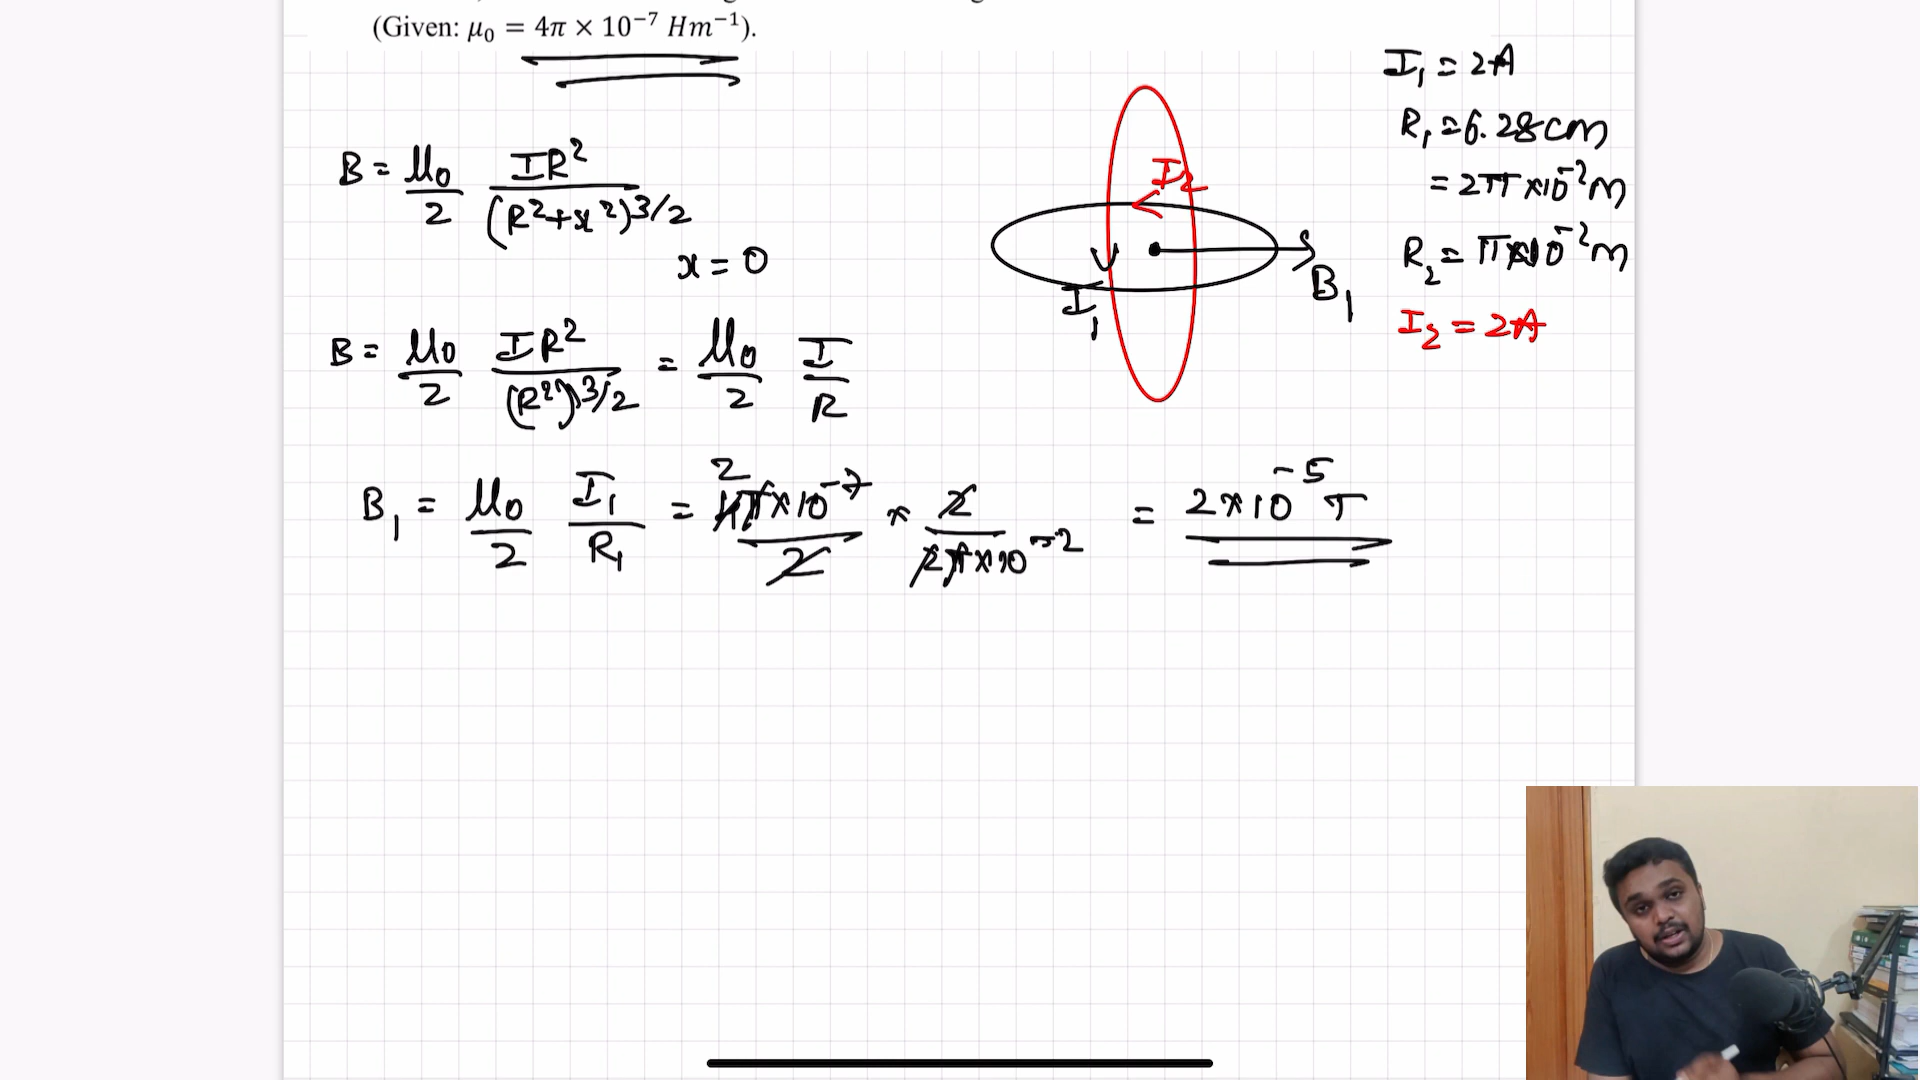 (Given: μ₀ = 4π × 10⁻⁷ Hm⁻¹).
B = μ₀/2 IR²/(R²+x²)^3/2
x = 0
B = μ₀/2 IR²/(R²)^3/2 = μ₀/2 I/R
B₁ = μ₀/2 I₁/R₁ = 2 4π×10⁻⁷/2 × 2/2π×10⁻² = 2×10⁻⁵ T
I₂
I₁
B₁
I₁ = 2A
R₁ = 6.28cm
= 2π×10⁻²m
R₂ = π×10⁻²m
I₂ = 2A